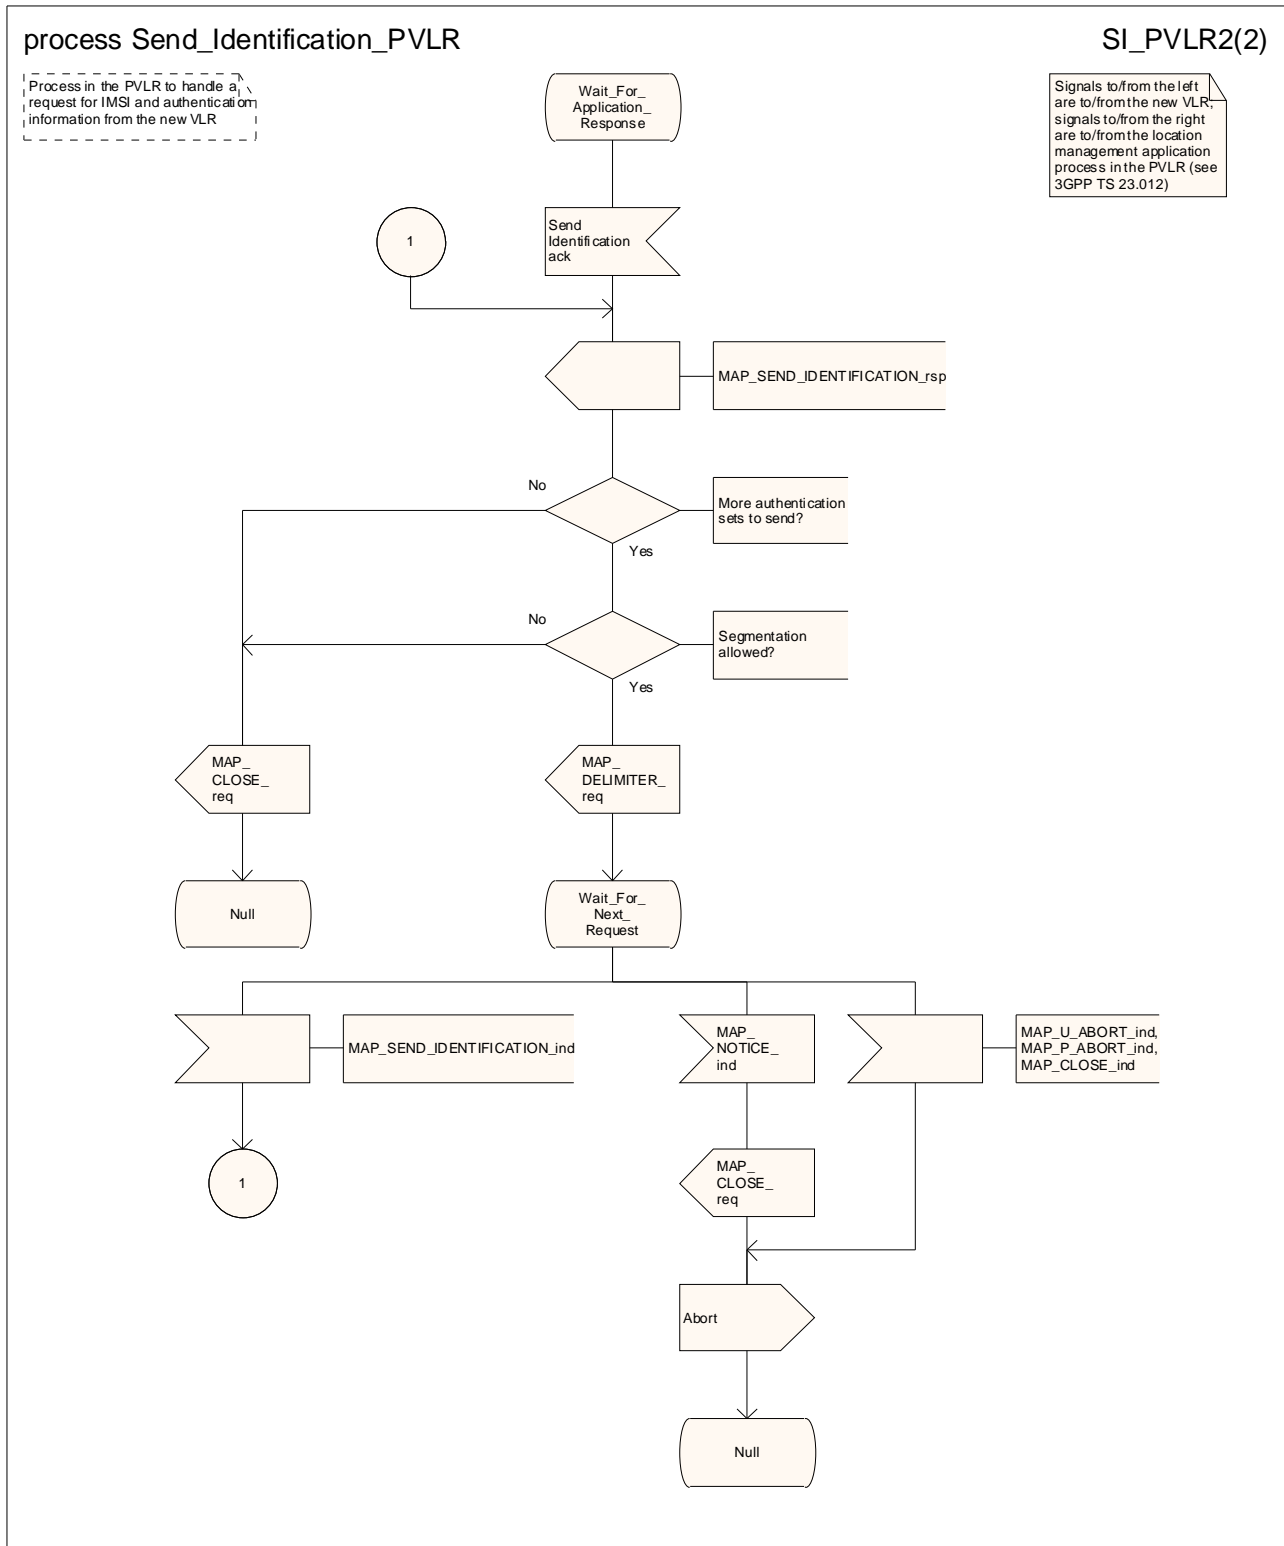 process Send_Identification_PVLR
SI_PVLR2(2)
Process in the PVLR to handle a
request for IMSI and authentication
information from the new VLR
Wait_For_
Application_
Response
Signals to/from the left
are to/from the new VLR;
signals to/from the right
are to/from the location
management application
process in the PVLR (see
3GPP TS 23.012)
1
Send
Identification
ack
MAP_SEND_IDENTIFICATION_rsp
No
More authentication
sets to send?
Yes
No
Segmentation
allowed?
Yes
MAP_
CLOSE_
req
MAP_
DELIMITER_
req
Null
Wait_For_
Next_
Request
MAP_SEND_IDENTIFICATION_ind
MAP_
NOTICE_
ind
MAP_U_ABORT_ind,
MAP_P_ABORT_ind,
MAP_CLOSE_ind
1
MAP_
CLOSE_
req
Abort
Null